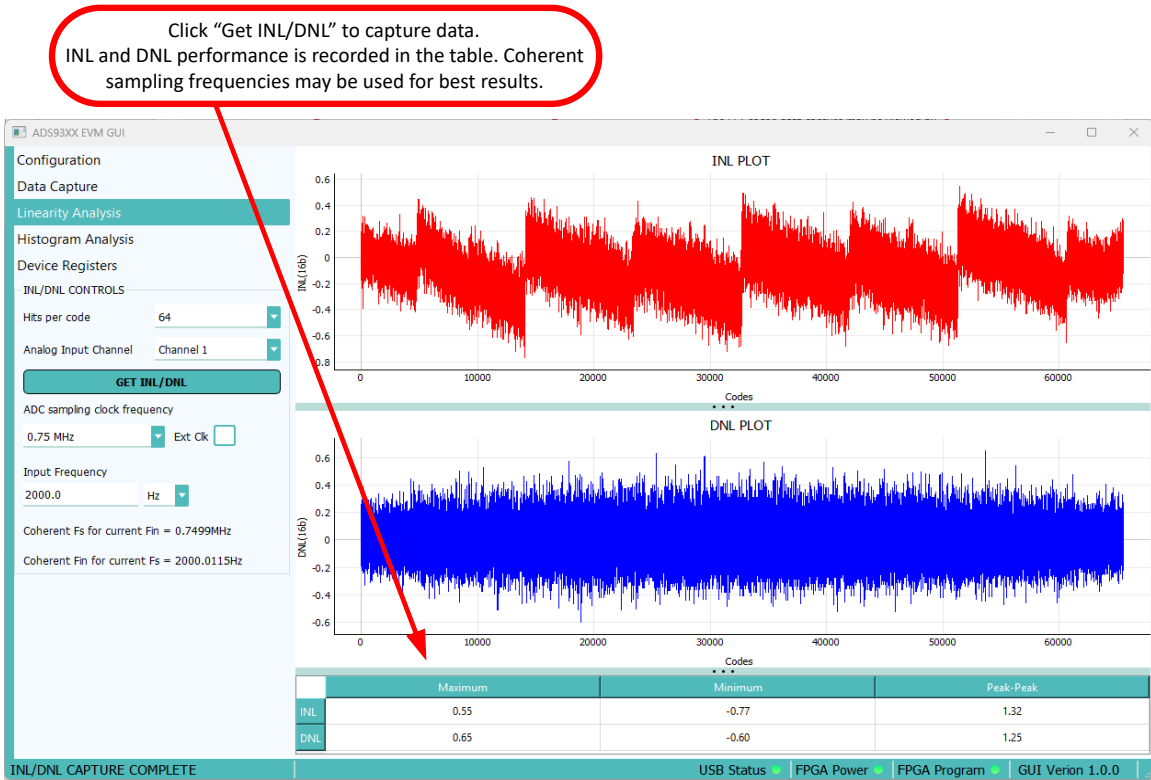 Click “Get INL/DNL” to capture data.
INL and DNL performance is recorded in the table. Coherent
sampling frequencies may be used for best results.
ADS93XX EVM GUI
Configuration
Data Capture
Linearity Analysis
Histogram Analysis
Device Registers
INL/DNL CONTROLS
Hits per code 64
Analog Input Channel Channel 1
GET INL/DNL
ADC sampling clock frequency
0.75 MHz Ext Clk
Input Frequency
2000.0 Hz
Coherent Fs for current Fin = 0.7499MHz
Coherent Fin for current Fs = 2000.0115Hz
INL PLOT
INL(16b)
0.6
0.4
0.2
0
-0.2
-0.4
-0.6
0.8
0 10000 20000 30000 40000 50000 60000
Codes
DNL PLOT
DNL(16b)
0.6
0.4
0.2
0
-0.2
-0.4
-0.6
0 10000 20000 30000 40000 50000 60000
Codes
Maximum Minimum Peak-Peak
INL 0.55 -0.77 1.32
DNL 0.65 -0.60 1.25
INL/DNL CAPTURE COMPLETE USB Status FPGA Power FPGA Program GUI Verion 1.0.0